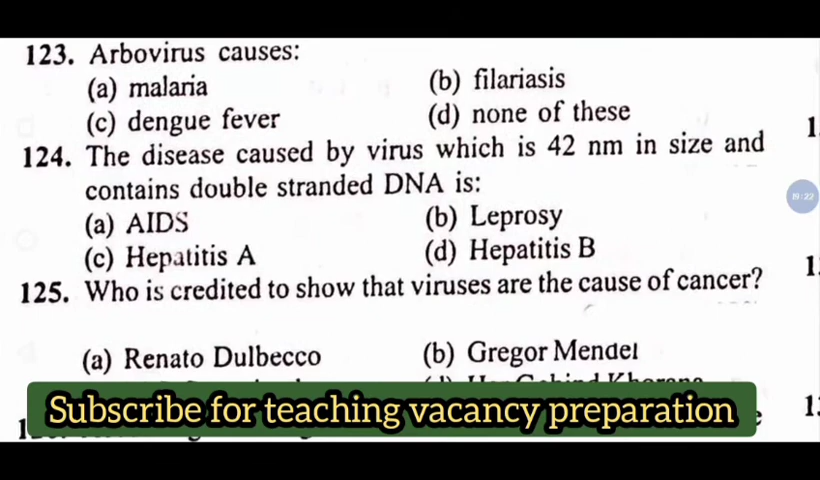 123. Arbovirus causes:
(a) malaria (b) filariasis
(c) dengue fever (d) none of these
124. The disease caused by virus which is 42 nm in size and
contains double stranded DNA is:
(a) AIDS (b) Leprosy
(c) Hepatitis A (d) Hepatitis B
125. Who is credited to show that viruses are the cause of cancer?
(a) Renato Dulbecco (b) Gregor Mendel
Subscribe for teaching vacancy preparation
19:22